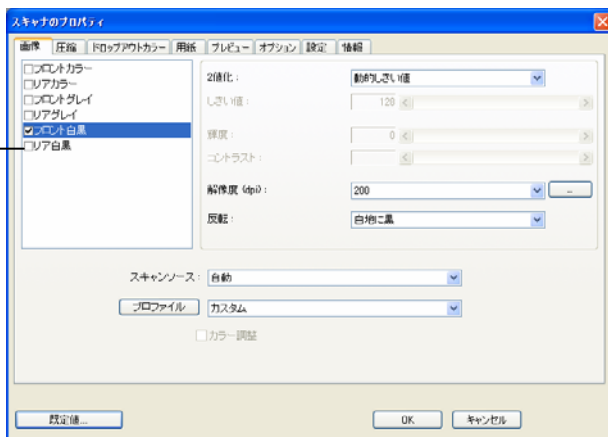 スキャナのプロパティ
画像 圧縮 ドロップアウトカラー 用紙 プレビュー オプション 設定 情報
フロントカラー
リアカラー
フロントグレイ
リアグレイ
フロント白黒
リア白黒
2値化： 動的しきい値
しきい値： 128
輝度： 0
コントラスト：
解像度 (dpi)： 200 ...
反転： 白地に黒
スキャンソース： 自動
プロファイル カスタム
カラー調整
既定値... OK キャンセル